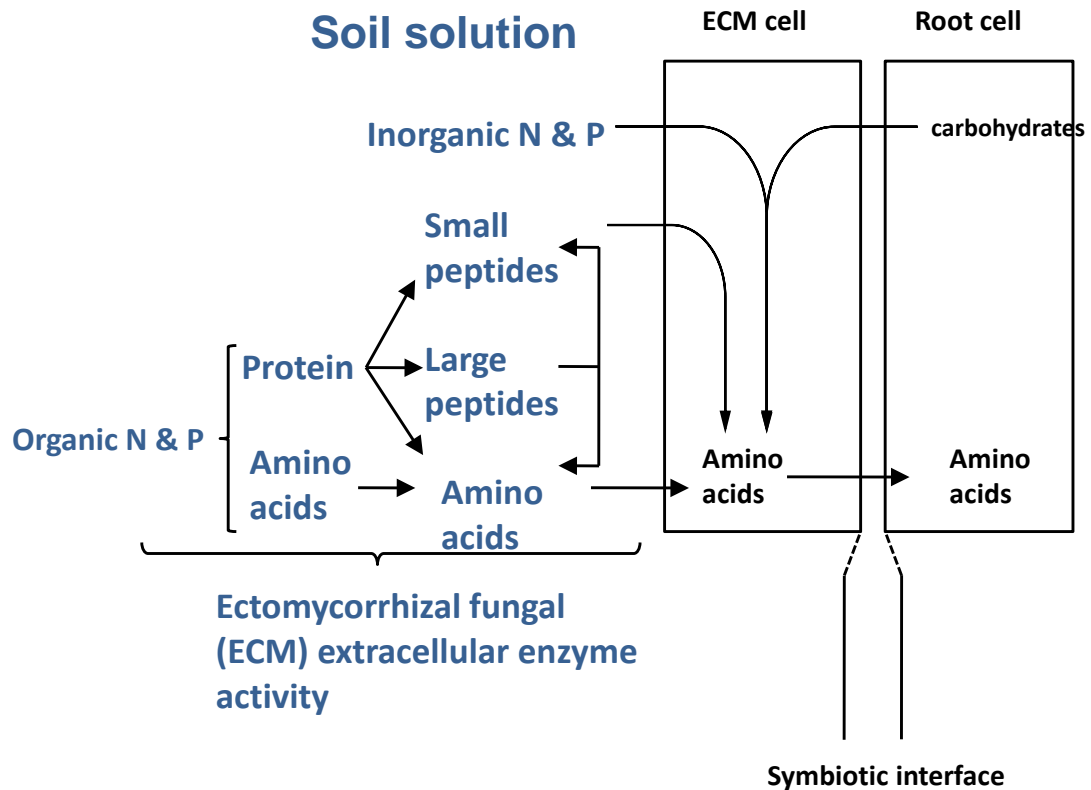 Soil solution
ECM cell
Root cell
Inorganic N & P
carbohydrates
Small
peptides
Protein
Large
peptides
Organic N & P
Amino
acids
Amino
acids
Amino
acids
Amino
acids
Ectomycorrhizal fungal
(ECM) extracellular enzyme
activity
Symbiotic interface